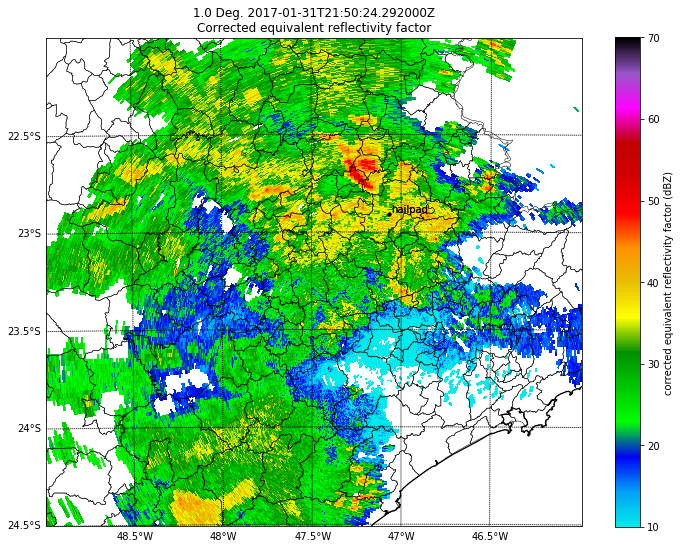 1.0 Deg. 2017-01-31T21:50:24.292000Z
Corrected equivalent reflectivity factor
22.5°S
23°S
23.5°S
24°S
24.5°S
48.5°W
48°W
47.5°W
47°W
46.5°W
hailpad
70
60
50
40
30
20
10
corrected equivalent reflectivity factor (dBZ)